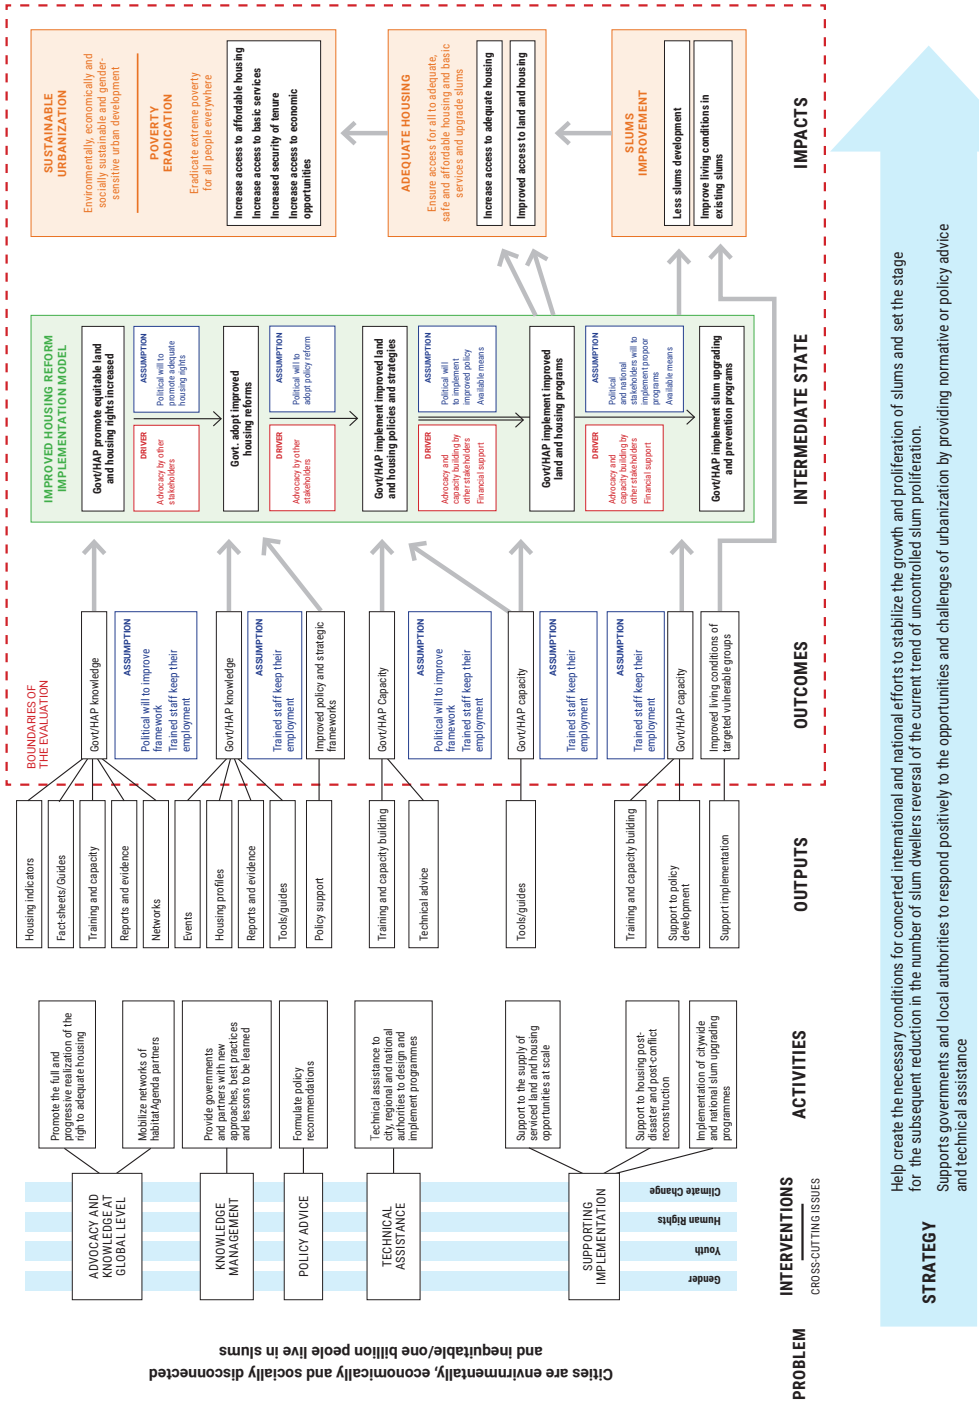 Cities are environmentally, economically and socially disconnected
and inequitable/one billion peole live in slums
PROBLEM
INTERVENTIONS
CROSS-CUTTING ISSUES
ADVOCACY AND
KNOWLEDGE AT
GLOBAL LEVEL
KNOWLEDGE
MANAGEMENT
POLICY ADVICE
TECHNICAL
ASSISTANCE
SUPPORTING
IMPLEMENTATION
Gender
Youth
Human Rights
Climate Change
ACTIVITIES
Promote the full and
progressive realization of the
righ to adequate housing
Mobilize networks of
habitatAgenda partners
Provide governments
and partners with new
approaches, best practices
and lessons to be learned
Formulate policy
recommendations
Technical assistance to
city, regional and national
authorities to design and
implement programmes
Support to the supply of
serviced land and housing
opportunities at scale
Support to housing post-
disaster and post-conflict
reconstruction
Implementation of citywide
and national slum upgrading
programmes
OUTPUTS
Housing indicators
Fact-sheets/Guides
Training and capacity
Reports and evidence
Networks
Events
Housing profiles
Reports and evidence
Tools/guides
Policy support
Training and capacity building
Technical advice
Tools/guides
Training and capacity building
Support to policy
development
Support implementation
BOUNDARIES OF
THE EVALUATION
OUTCOMES
Govt/HAP knowledge
ASSUMPTION
Political will to improve
framework
Trained staff keep their
employment
Govt/HAP knowledge
ASSUMPTION
Trained staff keep their
employment
Improved policy and strategic
frameworks
Govt/HAP Capacity
ASSUMPTION
Political will to improve
framework
Trained staff keep their
employment
Govt/HAP capacity
ASSUMPTION
Trained staff keep their
employment
ASSUMPTION
Trained staff keep their
employment
Govt/HAP capacity
Improved living conditions of
targeted vulnerable groups
INTERMEDIATE STATE
IMPROVED HOUSING REFORM
IMPLEMENTATION MODEL
Govt/HAP promote equitable land
and housing rights increased
DRIVER
Advocacy by other
stakeholders
ASSUMPTION
Political will to
promote adequate
housing rights
Govt. adopt improved
housing reforms
DRIVER
Advocacy by other
stakeholders
ASSUMPTION
Political will to
adopt policy reform
Govt/HAP implement improved land
and housing policies and strategies
DRIVER
Advocacy and
capacity building by
other stakeholders
Financial support
ASSUMPTION
Political will
to implement
improved policy
Available means
Govt/HAP implement improved
land and housing programs
DRIVER
Advocacy and
capacity building by
other stakeholders
Financial support
ASSUMPTION
Political
and national
stakeholders will to
implement propoor
programs
Available means
Govt/HAP implement slum upgrading
and prevention programs
IMPACTS
SUSTAINABLE
URBANIZATION
Environmentally, economically and
socially sustainable and gender-
sensitive urban development
POVERTY
ERADICATION
Eradicate extreme poverty
for all people everywhere
Increase access to affordable housing
Increase access to basic services
Increased security of tenure
Increase access to economic
opportunities
ADEQUATE HOUSING
Ensure access for all to adequate,
safe and affordable housing and basic
services and upgrade slums
Increase access to adequate housing
Improved access to land and housing
SLUMS
IMPROVEMENT
Less slums development
Improve living conditions in
existing slums
STRATEGY
Help create the necessary conditions for concerted international and national efforts to stabilize the growth and proliferation of slums and set the stage
for the subsequent reduction in the number of slum dwellers reversal of the current trend of uncontrolled slum proliferation.
Supports governments and local authorities to respond positively to the opportunities and challenges of urbanization by providing normative or policy advice
and technical assistance